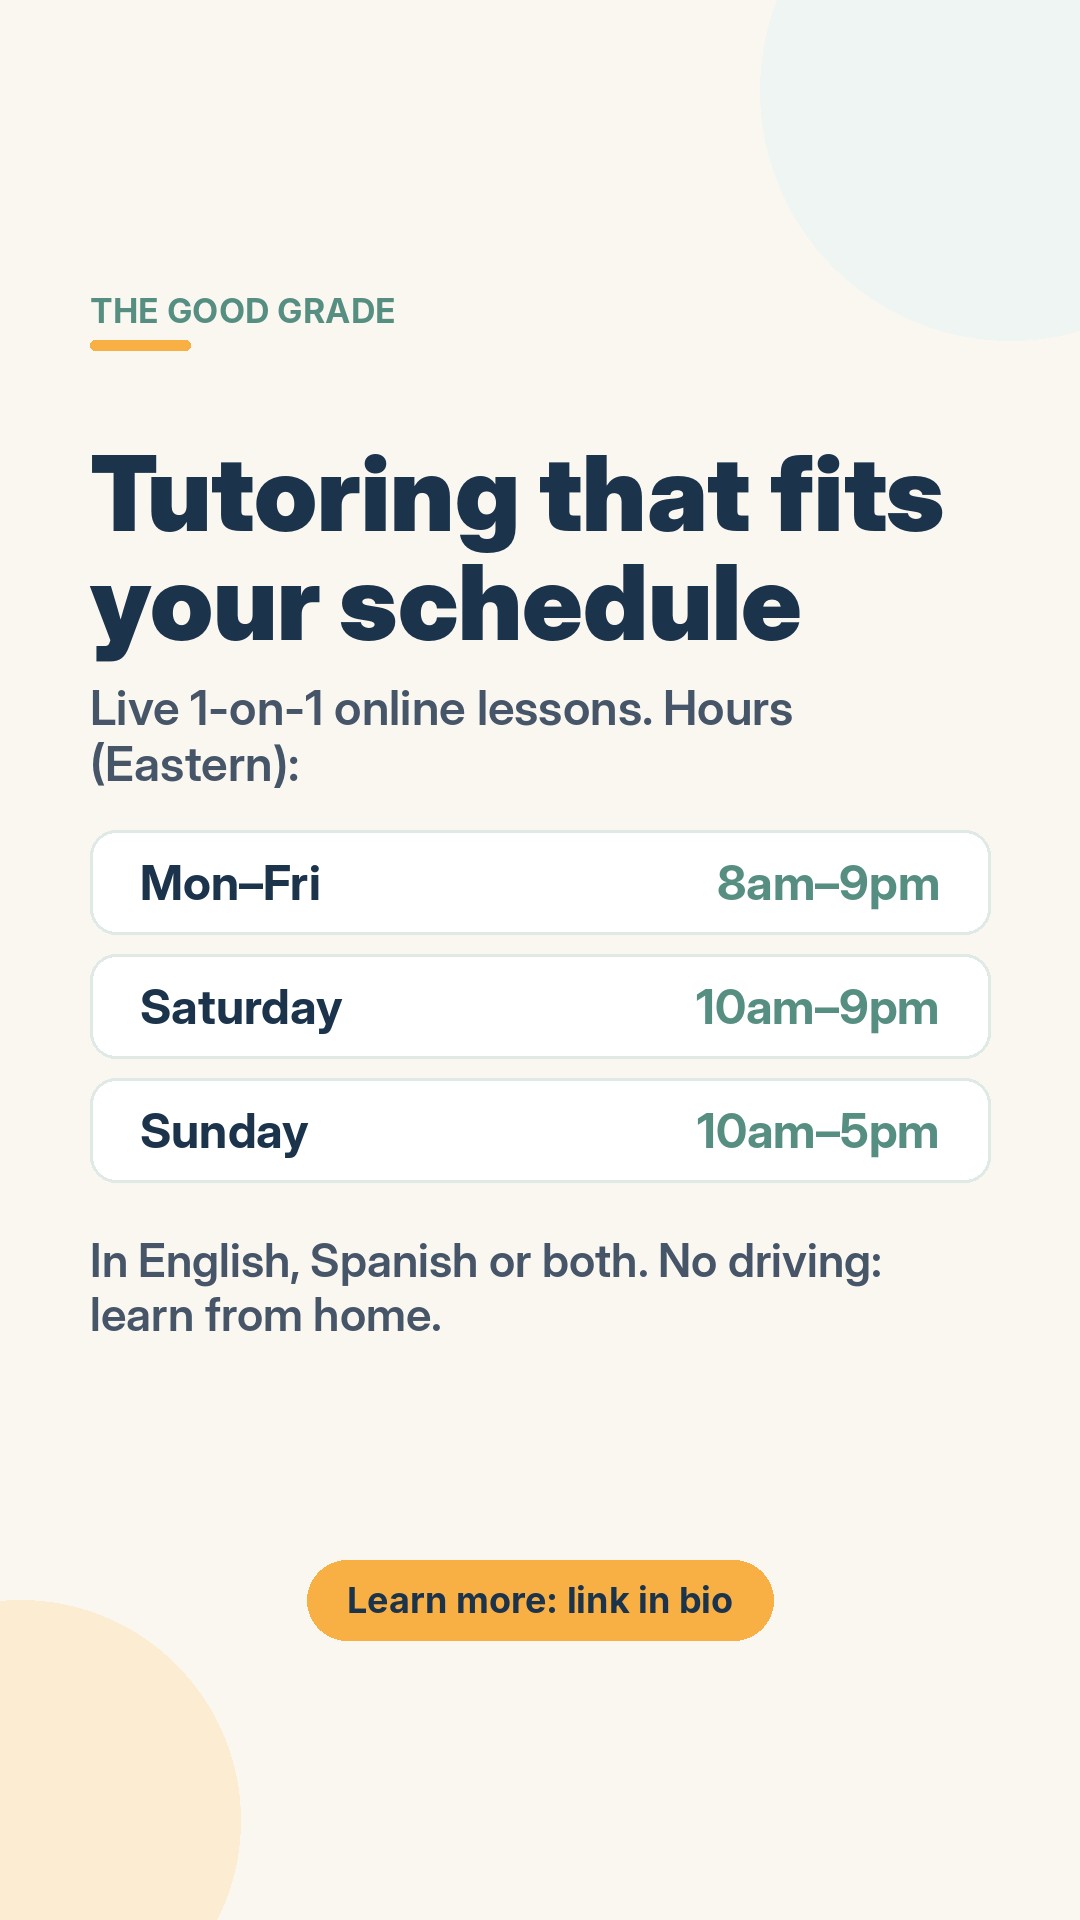 THE GOOD GRADE
Tutoring that fits
your schedule
Live 1-on-1 online lessons. Hours
(Eastern):
Mon–Fri 8am–9pm
Saturday 10am–9pm
Sunday 10am–5pm
In English, Spanish or both. No driving:
learn from home.
Learn more: link in bio